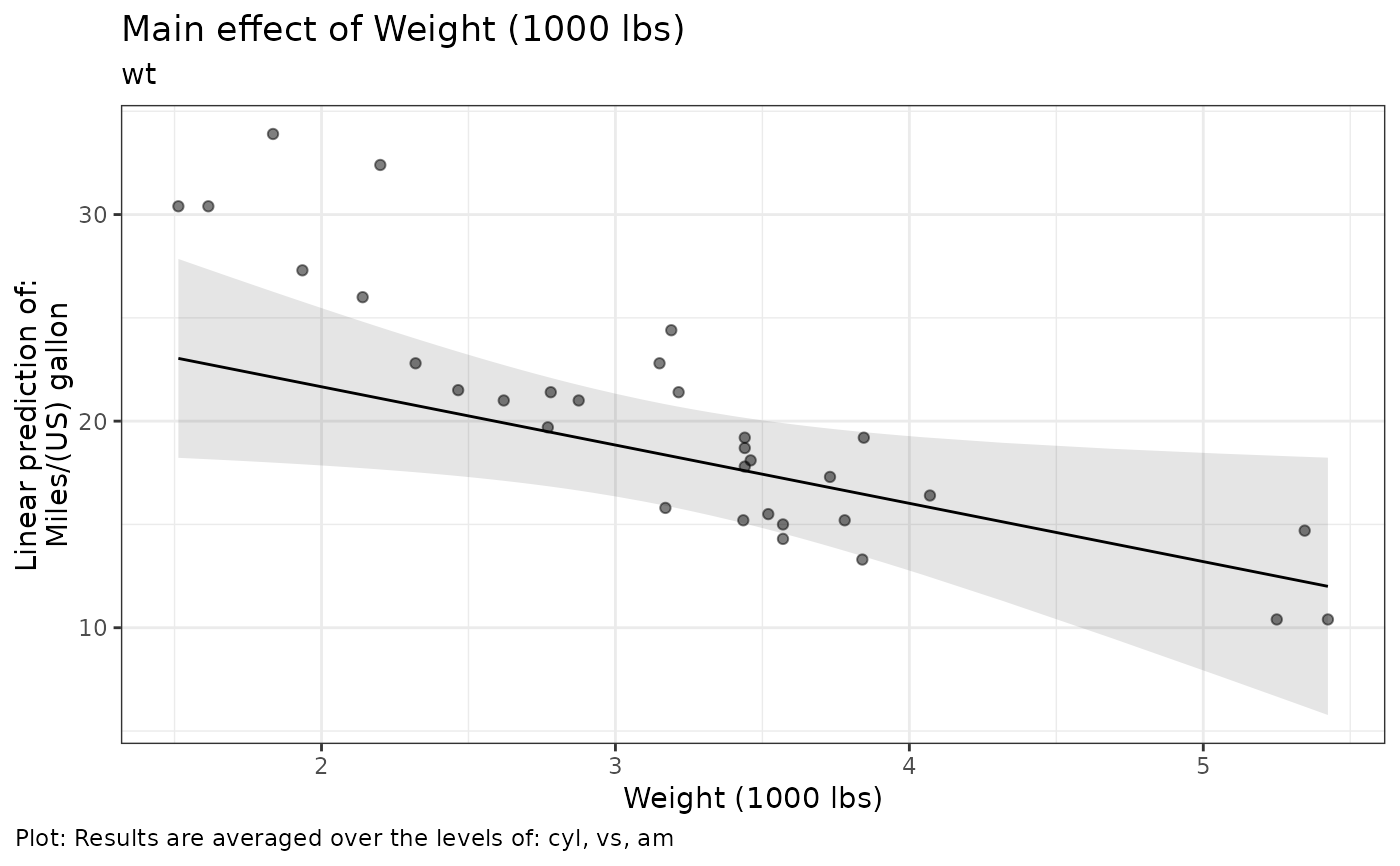 Main effect of Weight (1000 lbs)
wt
Linear prediction of:
Miles/(US) gallon
30
20
10
2
3
4
5
Weight (1000 lbs)
Plot: Results are averaged over the levels of: cyl, vs, am